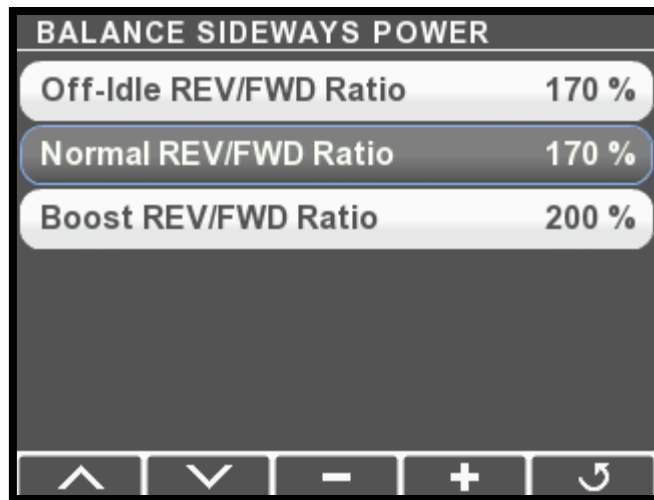 BALANCE SIDEWAYS POWER
Off-Idle REV/FWD Ratio 170 %
Normal REV/FWD Ratio 170 %
Boost REV/FWD Ratio 200 %